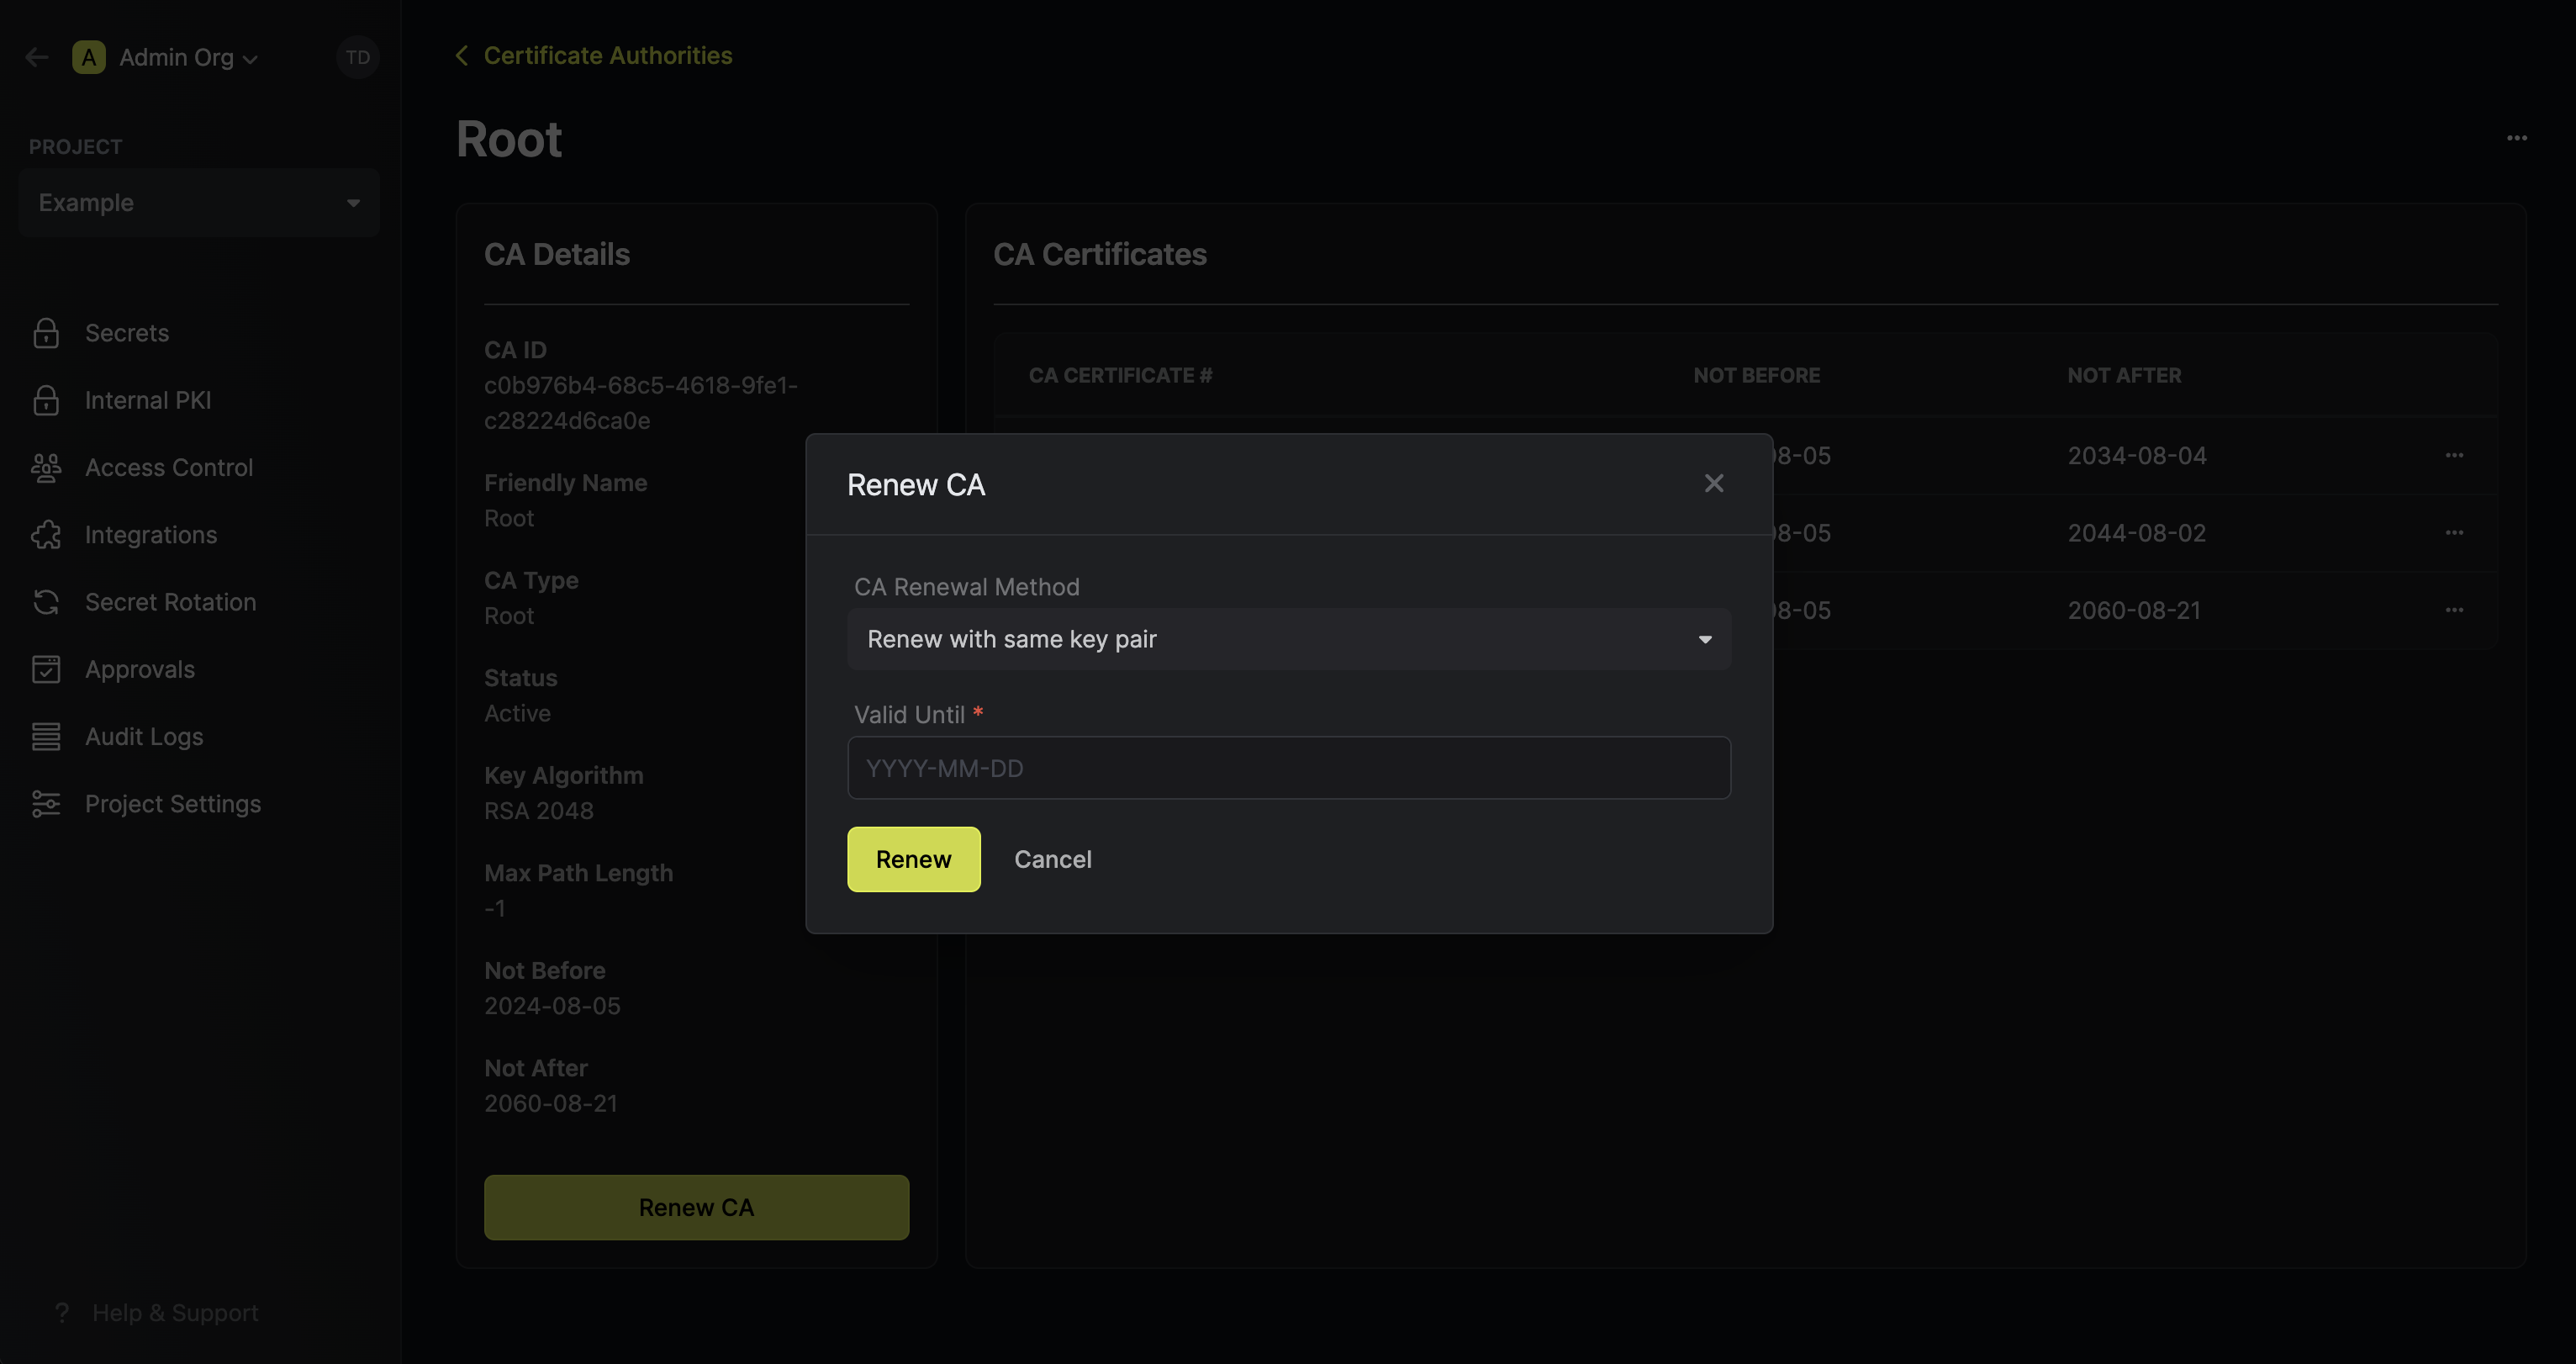 A Admin Org TD
PROJECT
Example
Secrets
Internal PKI
Access Control
Integrations
Secret Rotation
Approvals
Audit Logs
Project Settings
? Help & Support
Certificate Authorities
Root
CA Details
CA ID
c0b976b4-68c5-4618-9fe1-
c28224d6ca0e
Friendly Name
Root
CA Type
Root
Status
Active
Key Algorithm
RSA 2048
Max Path Length
-1
Not Before
2024-08-05
Not After
2060-08-21
Renew CA
CA Certificates
CA CERTIFICATE # NOT BEFORE NOT AFTER
8-05 2034-08-04
8-05 2044-08-02
8-05 2060-08-21
Renew CA
CA Renewal Method
Renew with same key pair
Valid Until *
YYYY-MM-DD
Renew Cancel